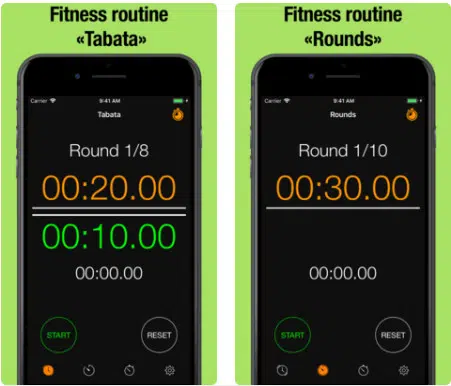 Fitness routine
«Tabata»
Carrier 9:41 AM
Tabata
Round 1/8
00:20.00
00:10.00
00:00.00
START RESET
Fitness routine
«Rounds»
Carrier 9:41 AM
Rounds
Round 1/10
00:30.00
00:00.00
START RESET